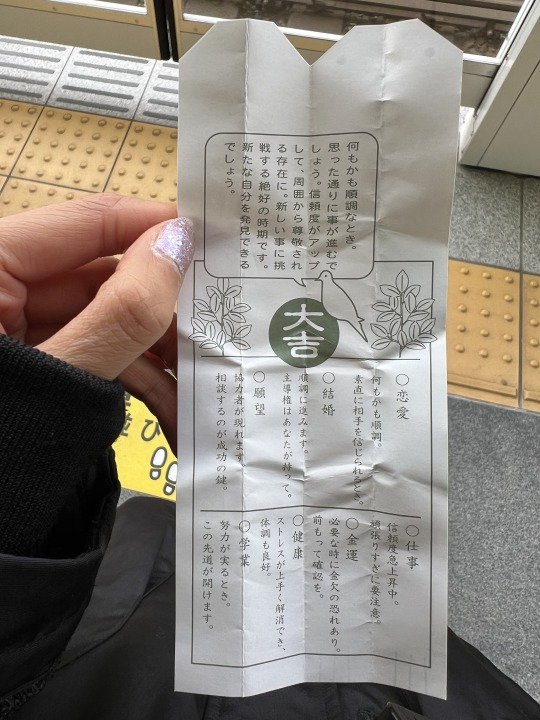 何もかも順調なとき。
思った通りに事が進むで
しょう。信頼度がアップ
して、周囲から尊敬され
る存在に。新しい事に挑
戦する絶好の時期です。
新たな自分を発見できる
でしょう。
大吉
○恋愛
何もかも順調。
素直に相手を信じられるとき。
○結婚
順調に進みます。
主導権はあなたが持って。
○願望
協力者が現れます。
相談するのが成功の鍵。
○仕事
信頼度急上昇中。
頑張りすぎに要注意。
○金運
必要な時に金欠の恐れあり。
前もって確認を。
○健康
ストレスが上手く解消でき、
体調も良好。
○学業
努力が実るとき。
この先道が開けます。